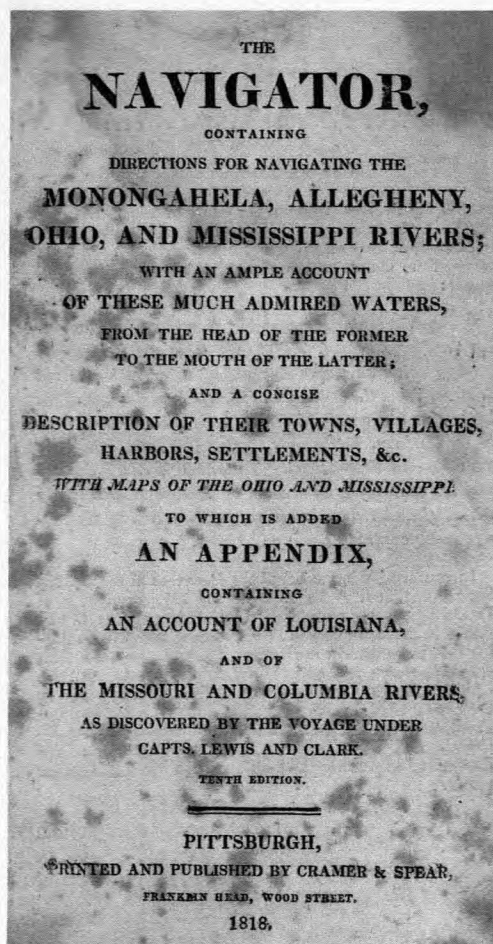 THE
NAVIGATOR,
CONTAINING
DIRECTIONS FOR NAVIGATING THE
MONONGAHELA, ALLEGHENY,
OHIO, AND MISSISSIPPI RIVERS;
WITH AN AMPLE ACCOUNT
OF THESE MUCH ADMIRED WATERS,
FROM THE HEAD OF THE FORMER
TO THE MOUTH OF THE LATTER;
AND A CONCISE
DESCRIPTION OF THEIR TOWNS, VILLAGES,
HARBORS, SETTLEMENTS, &c.
WITH MAPS OF THE OHIO AND MISSISSIPPI.
TO WHICH IS ADDED
AN APPENDIX,
CONTAINING
AN ACCOUNT OF LOUISIANA,
AND OF
THE MISSOURI AND COLUMBIA RIVERS,
AS DISCOVERED BY THE VOYAGE UNDER
CAPTS. LEWIS AND CLARK.
TENTH EDITION.
PITTSBURGH,
PRINTED AND PUBLISHED BY CRAMER & SPEAR,
FRANKLIN HEAD, WOOD STREET.
1818.